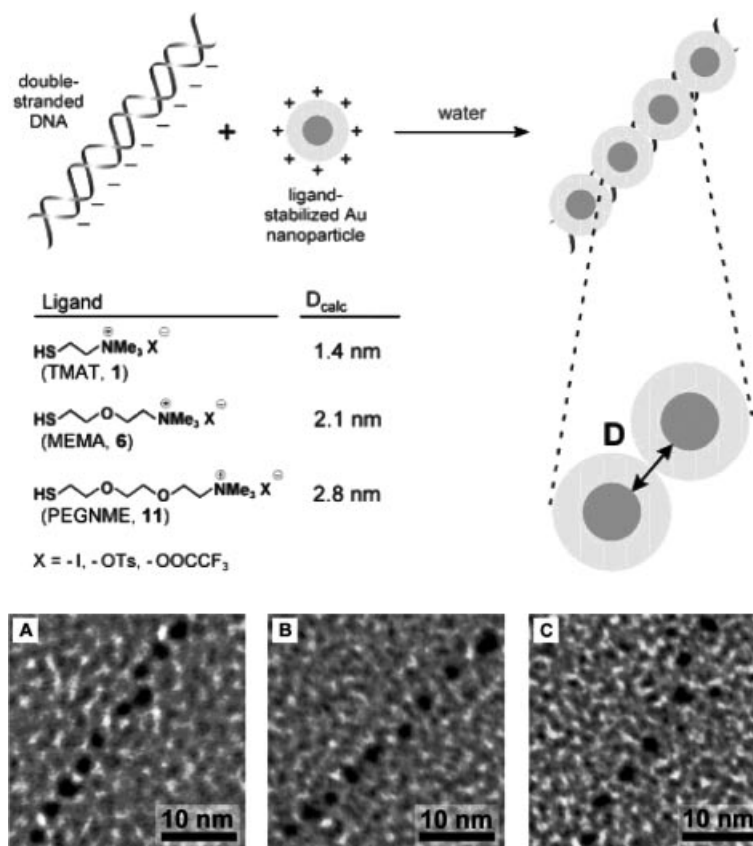 double-
stranded
DNA
+
ligand-
stabilized Au
nanoparticle
water
Ligand
D_calc
HS NMe₃ X
(TMAT, 1)
1.4 nm
HS O NMe₃ X
(MEMA, 6)
2.1 nm
HS O O NMe₃ X
(PEGNME, 11)
2.8 nm
X = - I, - OTs, - OOCCF₃
D
A
10 nm
B
10 nm
C
10 nm